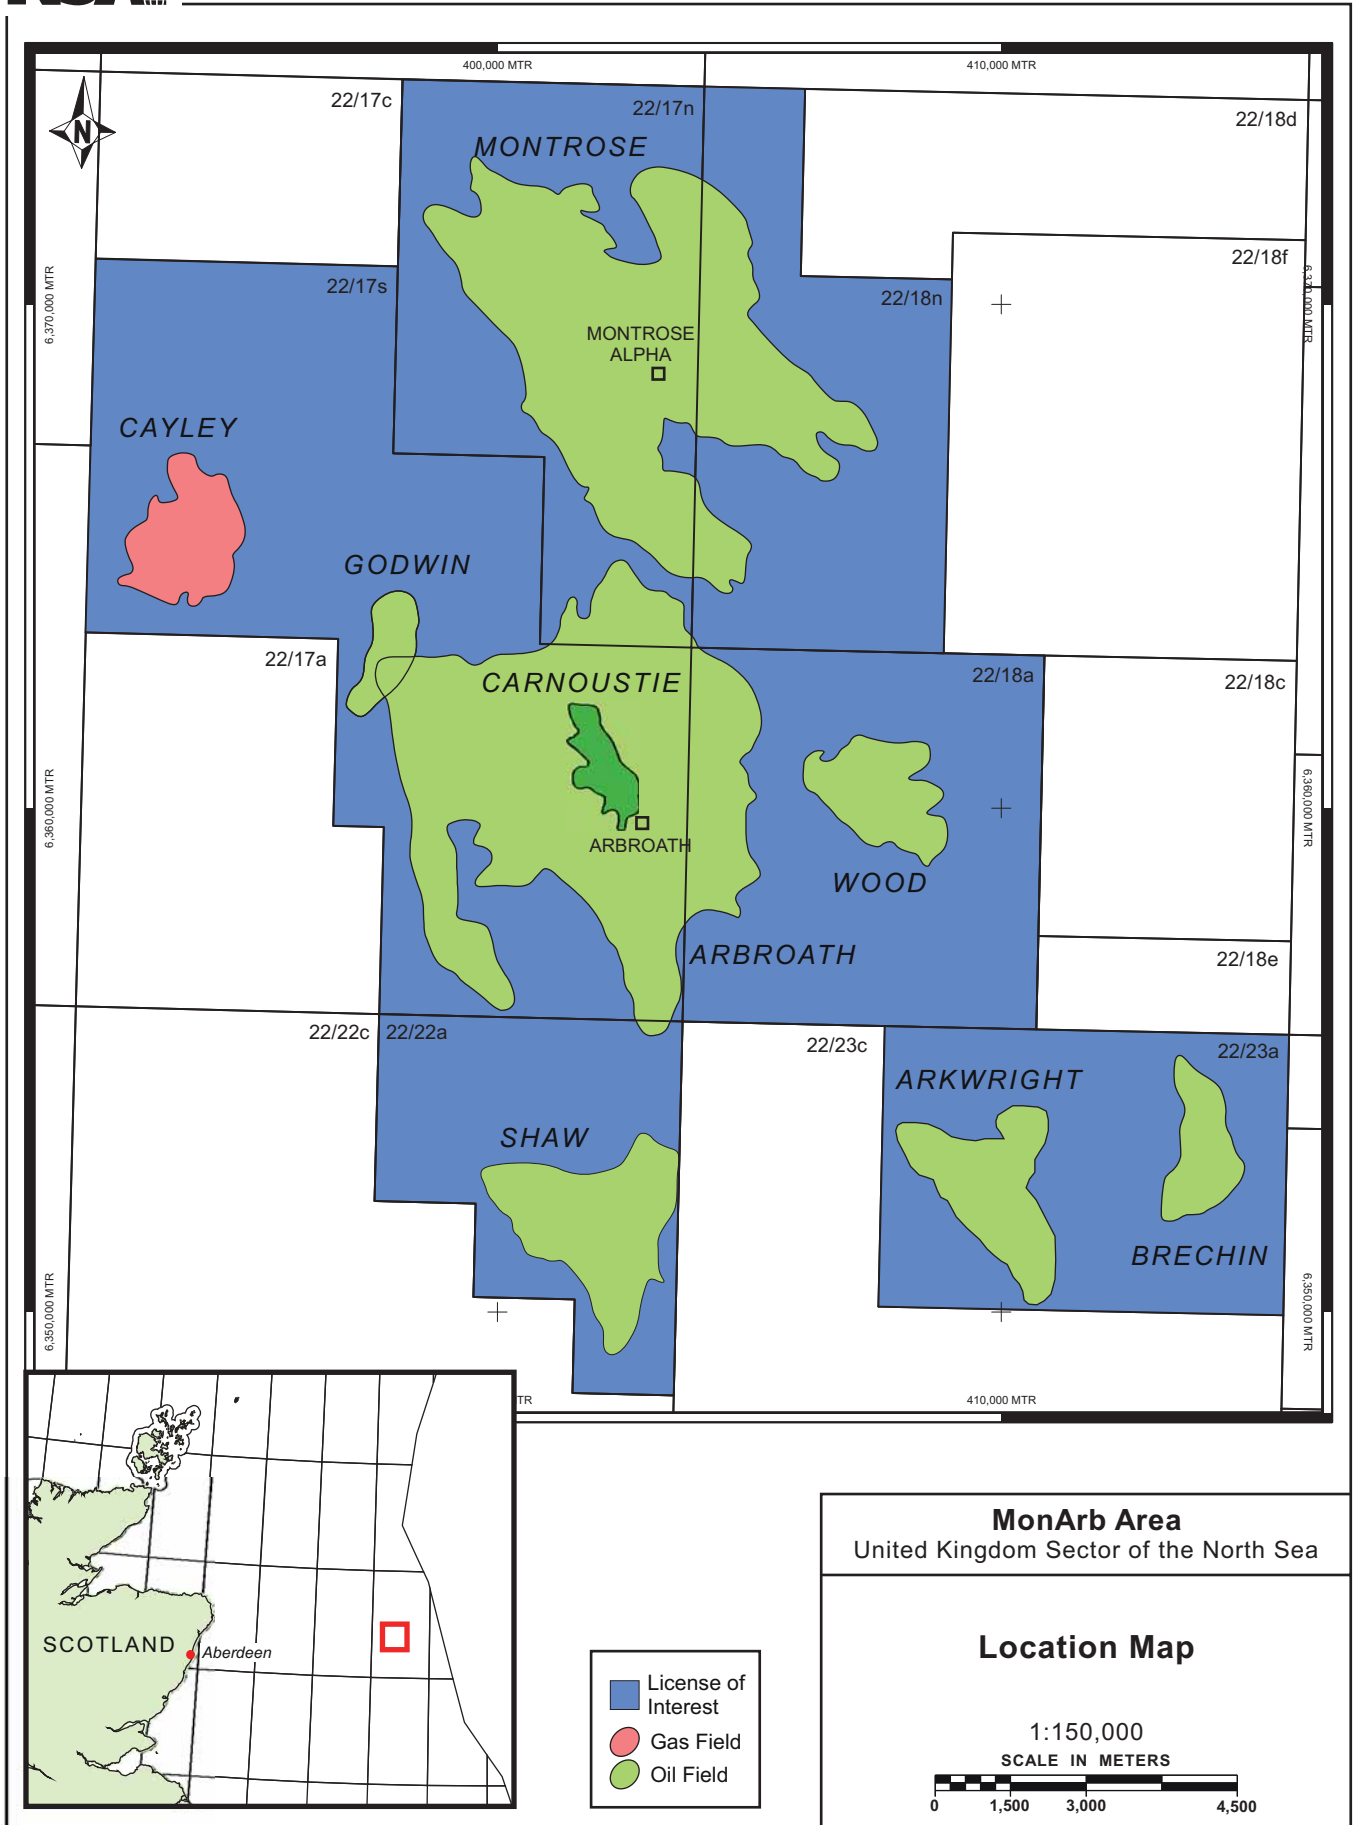 400,000 MTR
410,000 MTR
22/17c
22/17n
22/18d
N
MONTROSE
22/18f
6,370,000 MTR
6,370,000 MTR
22/17s
22/18n
MONTROSE
ALPHA
CAYLEY
GODWIN
22/17a
CARNOUSTIE
22/18a
22/18c
6,360,000 MTR
6,360,000 MTR
ARBROATH
WOOD
ARBROATH
22/18e
22/22c
22/22a
22/23c
22/23a
ARKWRIGHT
SHAW
BRECHIN
6,350,000 MTR
6,350,000 MTR
TR
410,000 MTR
SCOTLAND
Aberdeen
License of
Interest
Gas Field
Oil Field
MonArb Area
United Kingdom Sector of the North Sea
Location Map
1:150,000
SCALE IN METERS
0
1,500
3,000
4,500